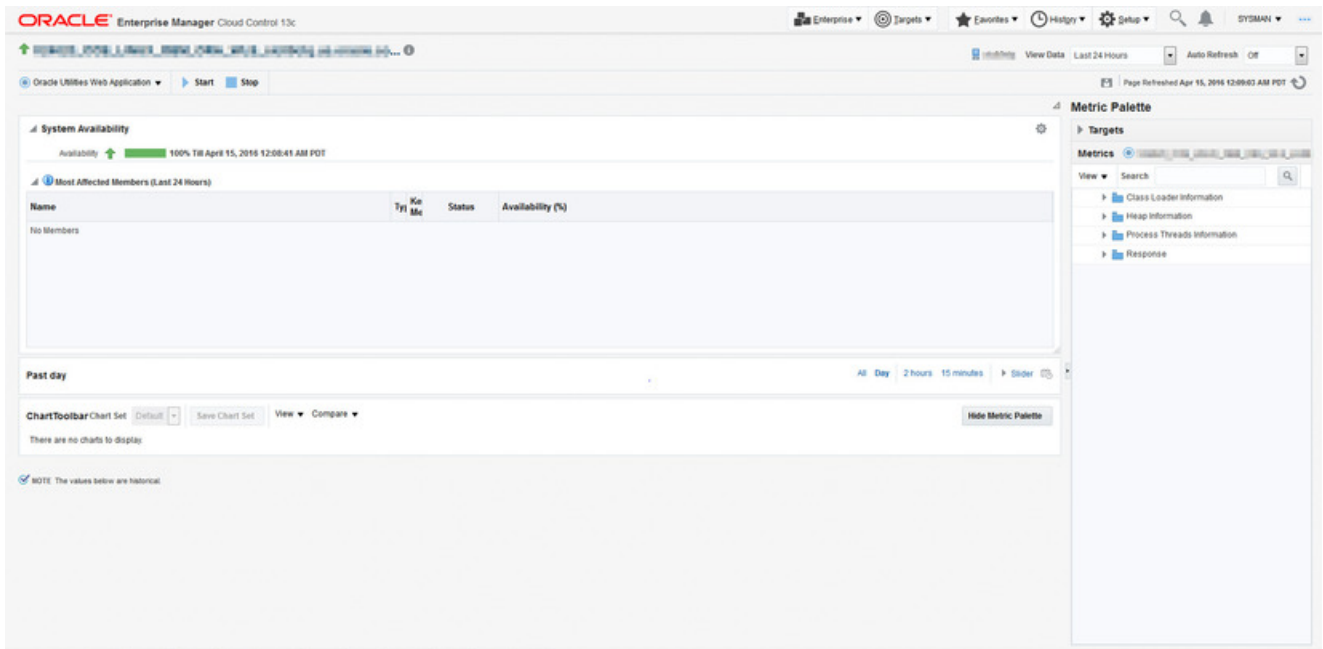 ORACLE Enterprise Manager Cloud Control 13c
Enterprise Targets Favorites History Setup SYSMAN
... View Data Last 24 Hours Auto Refresh Off
Oracle Utilities Web Application Start Stop
Page Refreshed Apr 15, 2016 12:09:03 AM PDT
Metric Palette
System Availability
Targets
Availability 100% Till April 15, 2016 12:08:41 AM PDT
Metrics
View Search
Most Affected Members (Last 24 Hours)
Name Typ Ke Me Status Availability (%)
No Members
Class Loader Information
Heap Information
Process Threads Information
Response
Past day
All Day 2 hours 15 minutes Slider
ChartToolbar Chart Set Default Save Chart Set View Compare Hide Metric Palette
There are no charts to display.
NOTE The values below are historical.